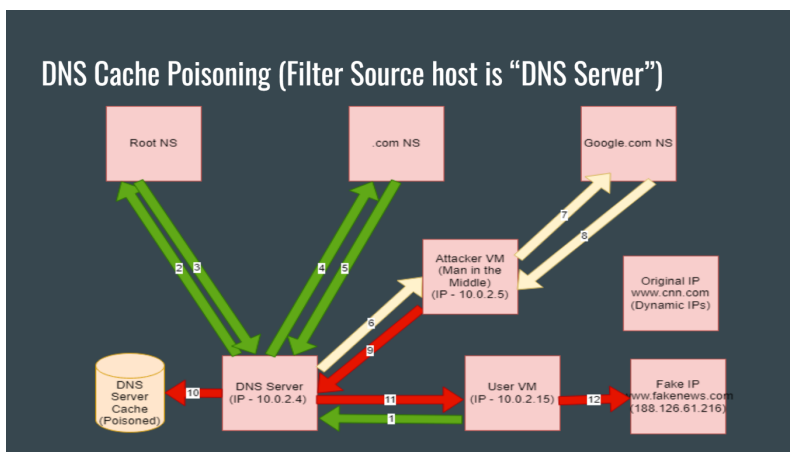 DNS Cache Poisoning (Filter Source host is “DNS Server”)
Root NS
.com NS
Google.com NS
2
3
4
5
7
8
Attacker VM
(Man in the
Middle)
(IP - 10.0.2.5)
Original IP
www.cnn.com
(Dynamic IPs)
6
9
DNS
Server
Cache
(Poisoned)
10
DNS Server
(IP - 10.0.2.4)
11
1
User VM
(IP - 10.0.2.15)
12
Fake IP
www.fakenews.com
(188.126.61.216)